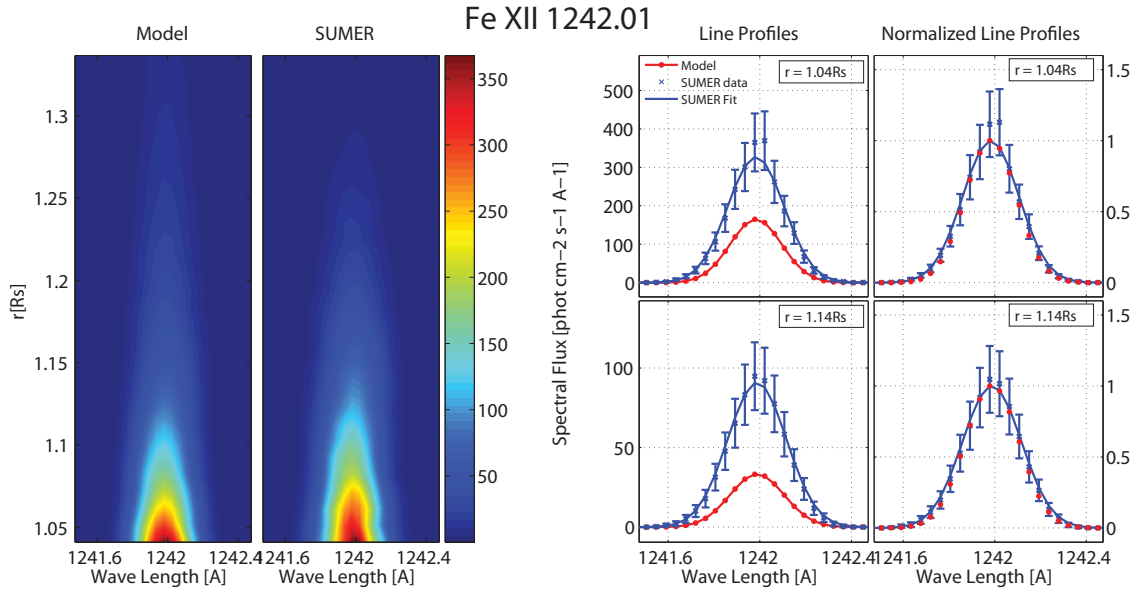 Fe XII 1242.01
Model
SUMER
Line Profiles
Normalized Line Profiles
r[Rs]
1.3
1.25
1.2
1.15
1.1
1.05
1241.6 1242 1242.4
Wave Length [A]
1241.6 1242 1242.4
Wave Length [A]
350
300
250
200
150
100
50
Spectral Flux [phot cm−2 s−1 A−1]
Model
SUMER data
SUMER Fit
r = 1.04Rs
500
400
300
200
100
0
r = 1.04Rs
1.5
1
0.5
0
r = 1.14Rs
100
50
0
1241.6 1242 1242.4
Wave Length [A]
r = 1.14Rs
1.5
1
0.5
0
1241.6 1242 1242.4
Wave Length [A]